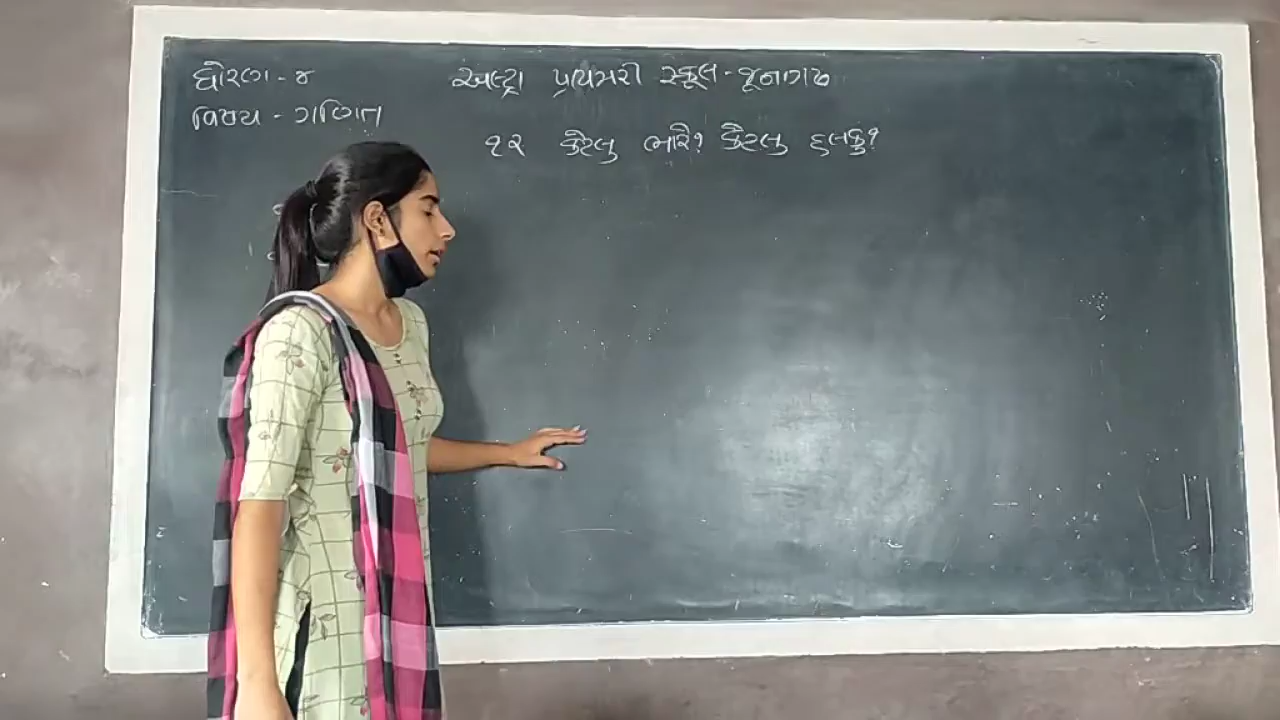 ધોરણ - ૪
અલ્ટ્રા પ્રાયમરી સ્કૂલ - જૂનાગઢ
વિષય - ગણિત
૧૨ કેટલુ ભારે? કેટલુ હલકુ?